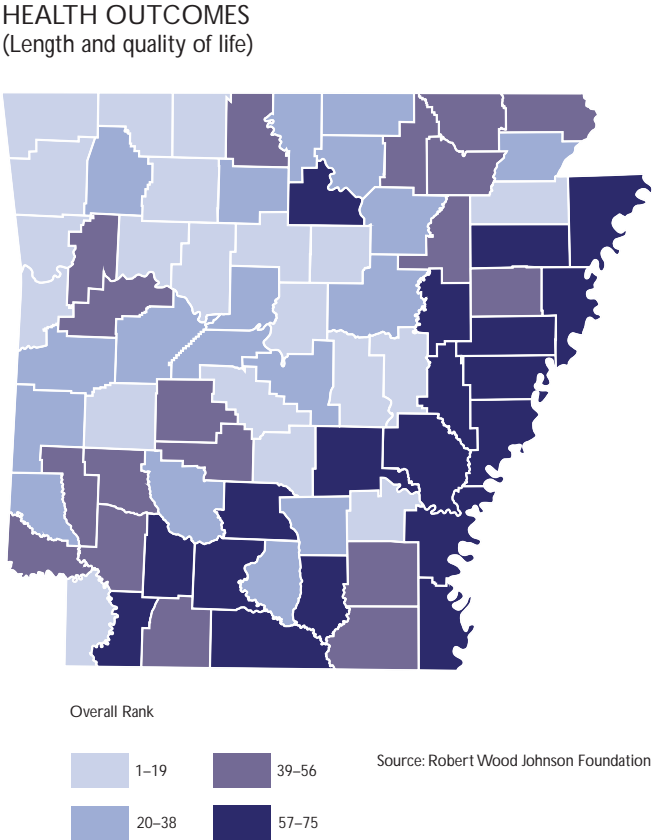 HEALTH OUTCOMES
(Length and quality of life)
Overall Rank
1–19
39–56
Source: Robert Wood Johnson Foundation
20–38
57–75